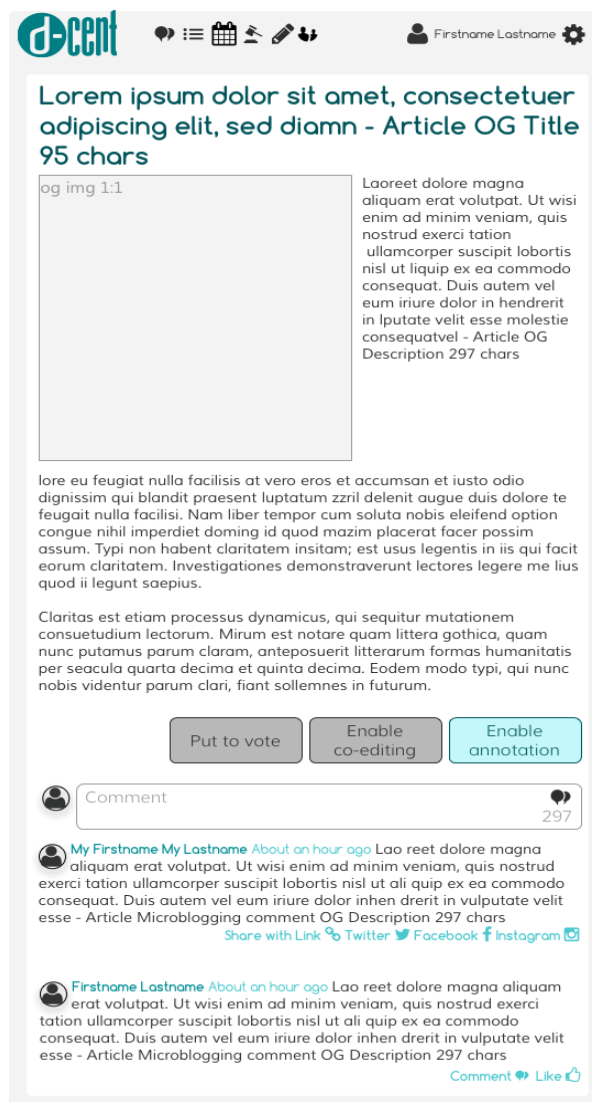 d-cent
Firstname Lastname
Lorem ipsum dolor sit amet, consectetuer
adipiscing elit, sed diamn - Article OG Title
95 chars
og img 1:1
Laoreet dolore magna
aliquam erat volutpat. Ut wisi
enim ad minim veniam, quis
nostrud exerci tation
ullamcorper suscipit lobortis
nisl ut liquip ex ea commodo
consequat. Duis autem vel
eum iriure dolor in hendrerit
in lputate velit esse molestie
consequatvel - Article OG
Description 297 chars
lore eu feugiat nulla facilisis at vero eros et accumsan et iusto odio
dignissim qui blandit praesent luptatum zzril delenit augue duis dolore te
feugait nulla facilisi. Nam liber tempor cum soluta nobis eleifend option
congue nihil imperdiet doming id quod mazim placerat facer possim
assum. Typi non habent claritatem insitam; est usus legentis in iis qui facit
eorum claritatem. Investigationes demonstraverunt lectores legere me lius
quod ii legunt saepius.
Claritas est etiam processus dynamicus, qui sequitur mutationem
consuetudium lectorum. Mirum est notare quam littera gothica, quam
nunc putamus parum claram, anteposuerit litterarum formas humanitatis
per seacula quarta decima et quinta decima. Eodem modo typi, qui nunc
nobis videntur parum clari, fiant sollemnes in futurum.
Put to vote
Enable
co-editing
Enable
annotation
Comment
297
My Firstname My Lastname About an hour ago Lao reet dolore magna
aliquam erat volutpat. Ut wisi enim ad minim veniam, quis nostrud
exerci tation ullamcorper suscipit lobortis nisl ut ali quip ex ea commodo
consequat. Duis autem vel eum iriure dolor inhen drerit in vulputate velit
esse - Article Microblogging comment OG Description 297 chars
Share with Link Twitter Facebook Instagram
Firstname Lastname About an hour ago Lao reet dolore magna aliquam
erat volutpat. Ut wisi enim ad minim veniam, quis nostrud exerci
tation ullamcorper suscipit lobortis nisl ut ali quip ex ea commodo
consequat. Duis autem vel eum iriure dolor inhen drerit in vulputate velit
esse - Article Microblogging comment OG Description 297 chars
Comment Like